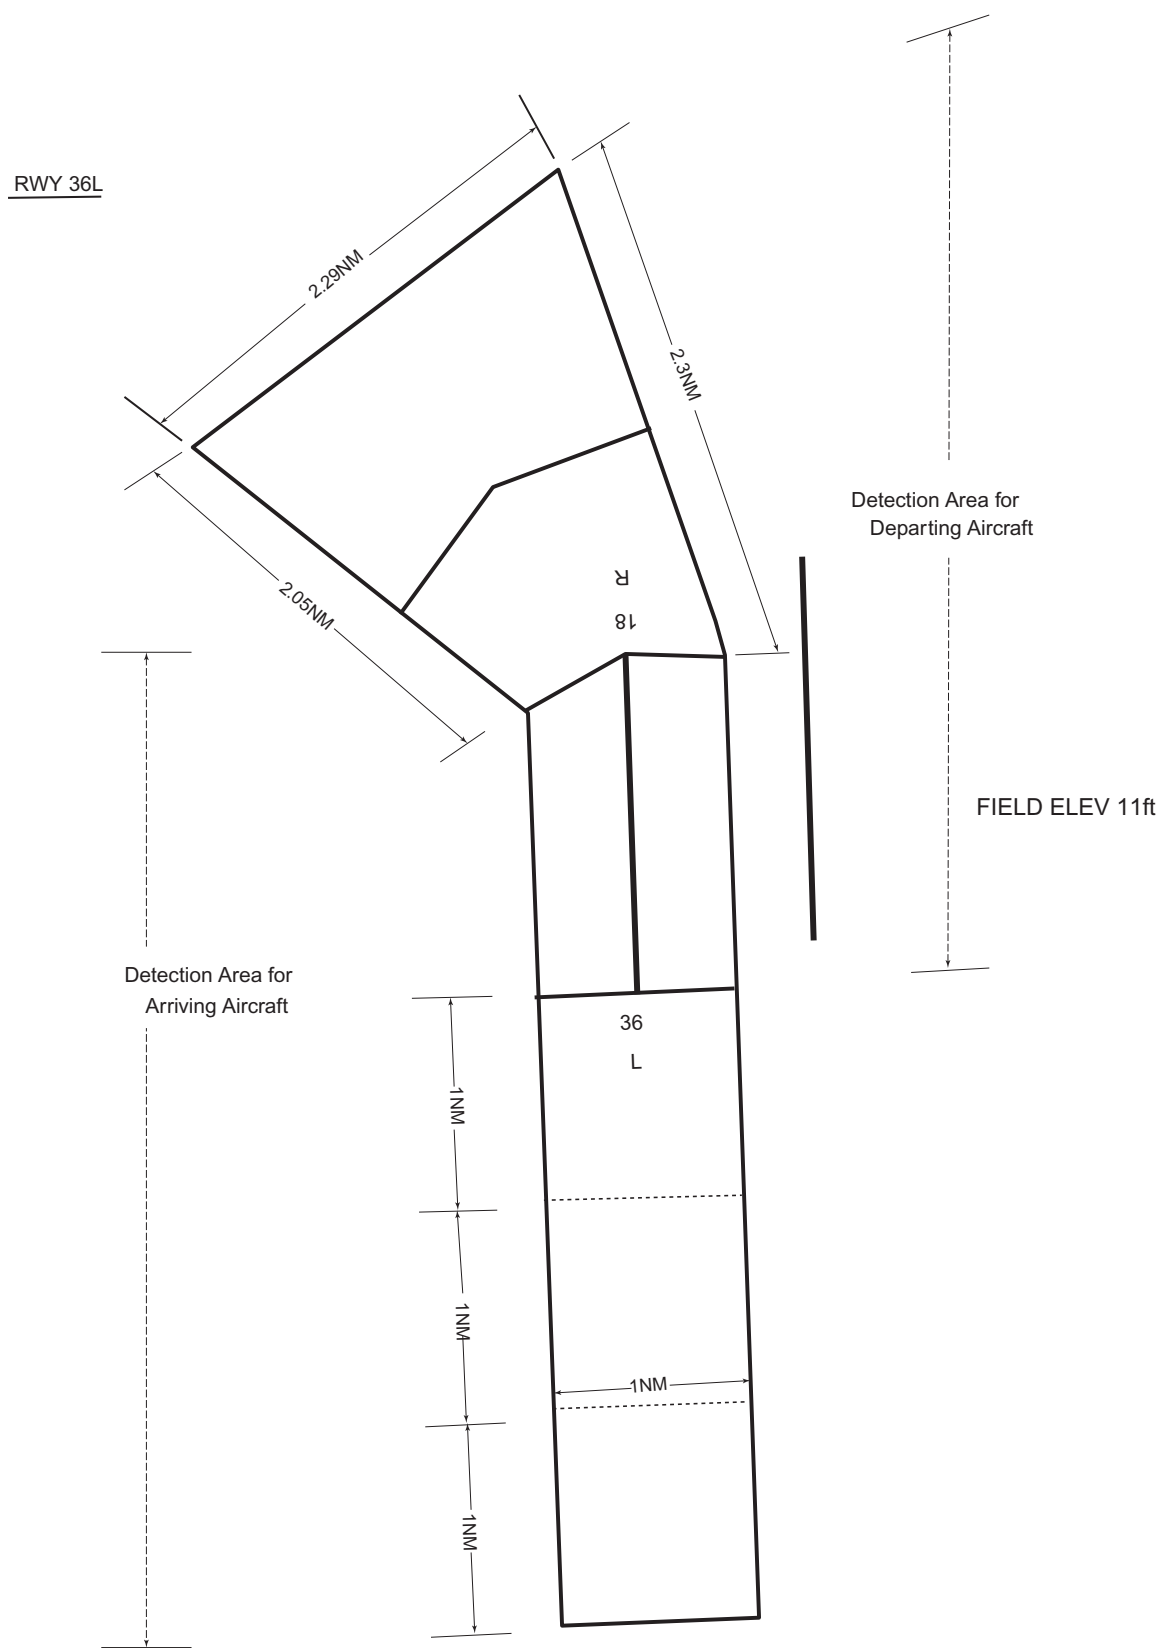 RWY 36L
2.29NM
2.3NM
Detection Area for
Departing Aircraft
R
18
2.05NM
FIELD ELEV 11ft
Detection Area for
Arriving Aircraft
36
L
1NM
1NM
1NM
1NM